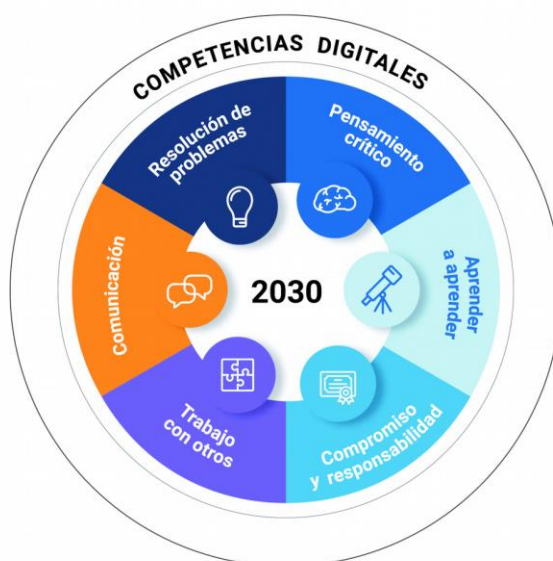 COMPETENCIAS DIGITALES
Resolución de
problemas
Pensamiento
crítico
Comunicación
2030
Aprender
a aprender
Trabajo
con otros
Compromiso
y responsabilidad